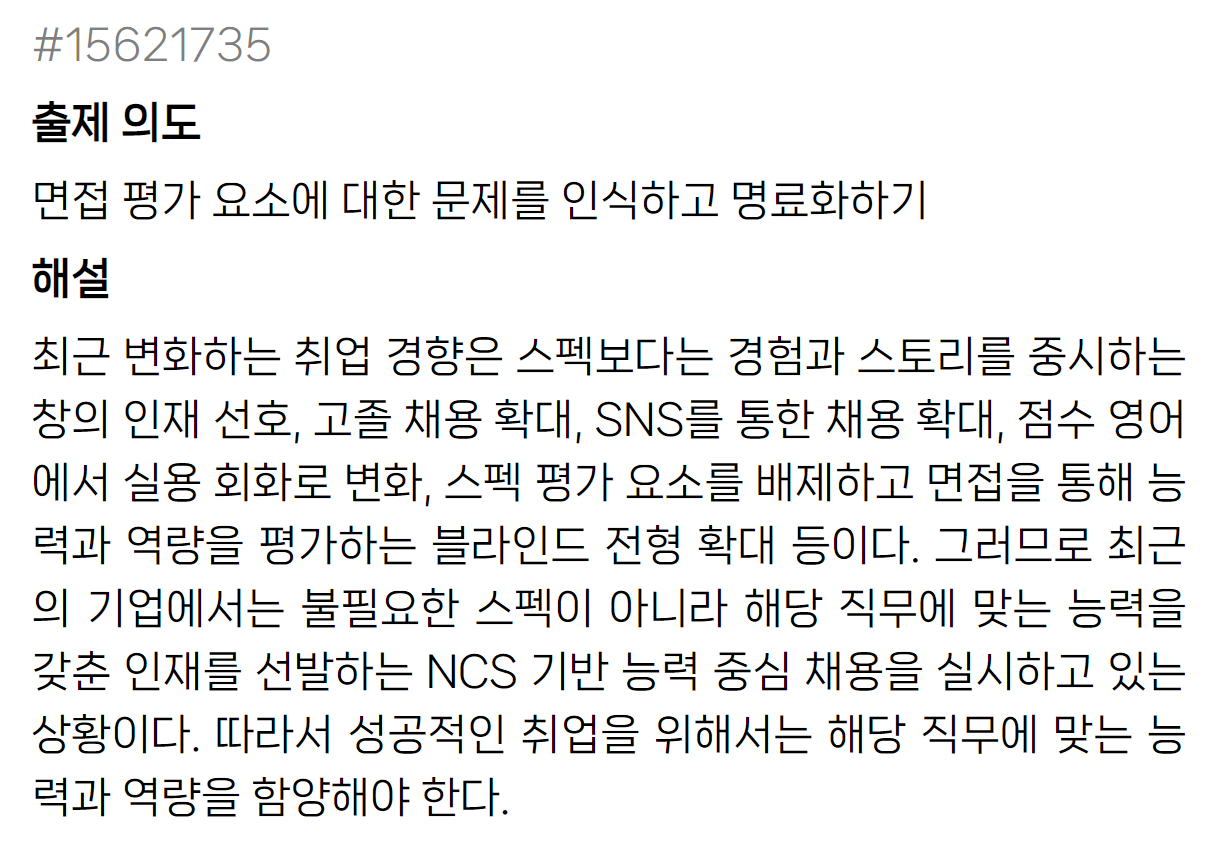 #15621735
출제 의도
면접 평가 요소에 대한 문제를 인식하고 명료화하기
해설
최근 변화하는 취업 경향은 스펙보다는 경험과 스토리를 중시하는
창의 인재 선호, 고졸 채용 확대, SNS를 통한 채용 확대, 점수 영어
에서 실용 회화로 변화, 스펙 평가 요소를 배제하고 면접을 통해 능
력과 역량을 평가하는 블라인드 전형 확대 등이다. 그러므로 최근
의 기업에서는 불필요한 스펙이 아니라 해당 직무에 맞는 능력을
갖춘 인재를 선발하는 NCS 기반 능력 중심 채용을 실시하고 있는
상황이다. 따라서 성공적인 취업을 위해서는 해당 직무에 맞는 능
력과 역량을 함양해야 한다.